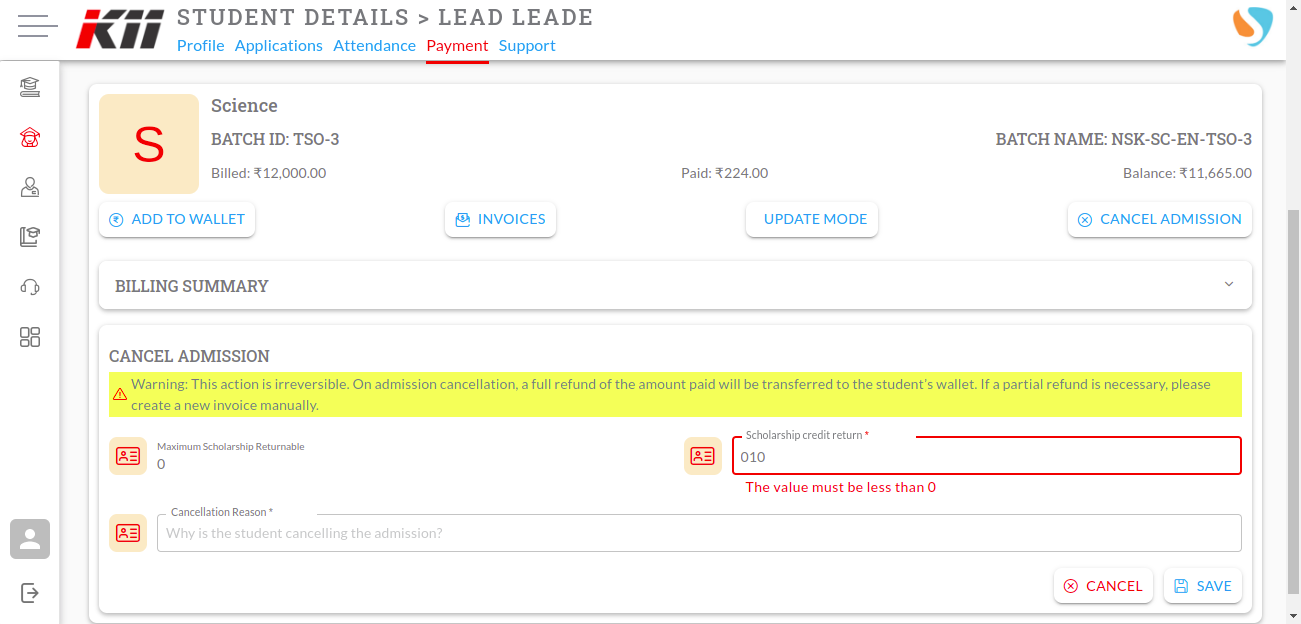 KII
STUDENT DETAILS > LEAD LEADE
Profile Applications Attendance Payment Support
S
Science
BATCH ID: TSO-3
BATCH NAME: NSK-SC-EN-TSO-3
Billed: ₹12,000.00
Paid: ₹224.00
Balance: ₹11,665.00
ADD TO WALLET
INVOICES
UPDATE MODE
CANCEL ADMISSION
BILLING SUMMARY
CANCEL ADMISSION
Warning: This action is irreversible. On admission cancellation, a full refund of the amount paid will be transferred to the student's wallet. If a partial refund is necessary, please
create a new invoice manually.
Maximum Scholarship Returnable
0
Scholarship credit return *
010
The value must be less than 0
Cancellation Reason *
Why is the student cancelling the admission?
CANCEL
SAVE